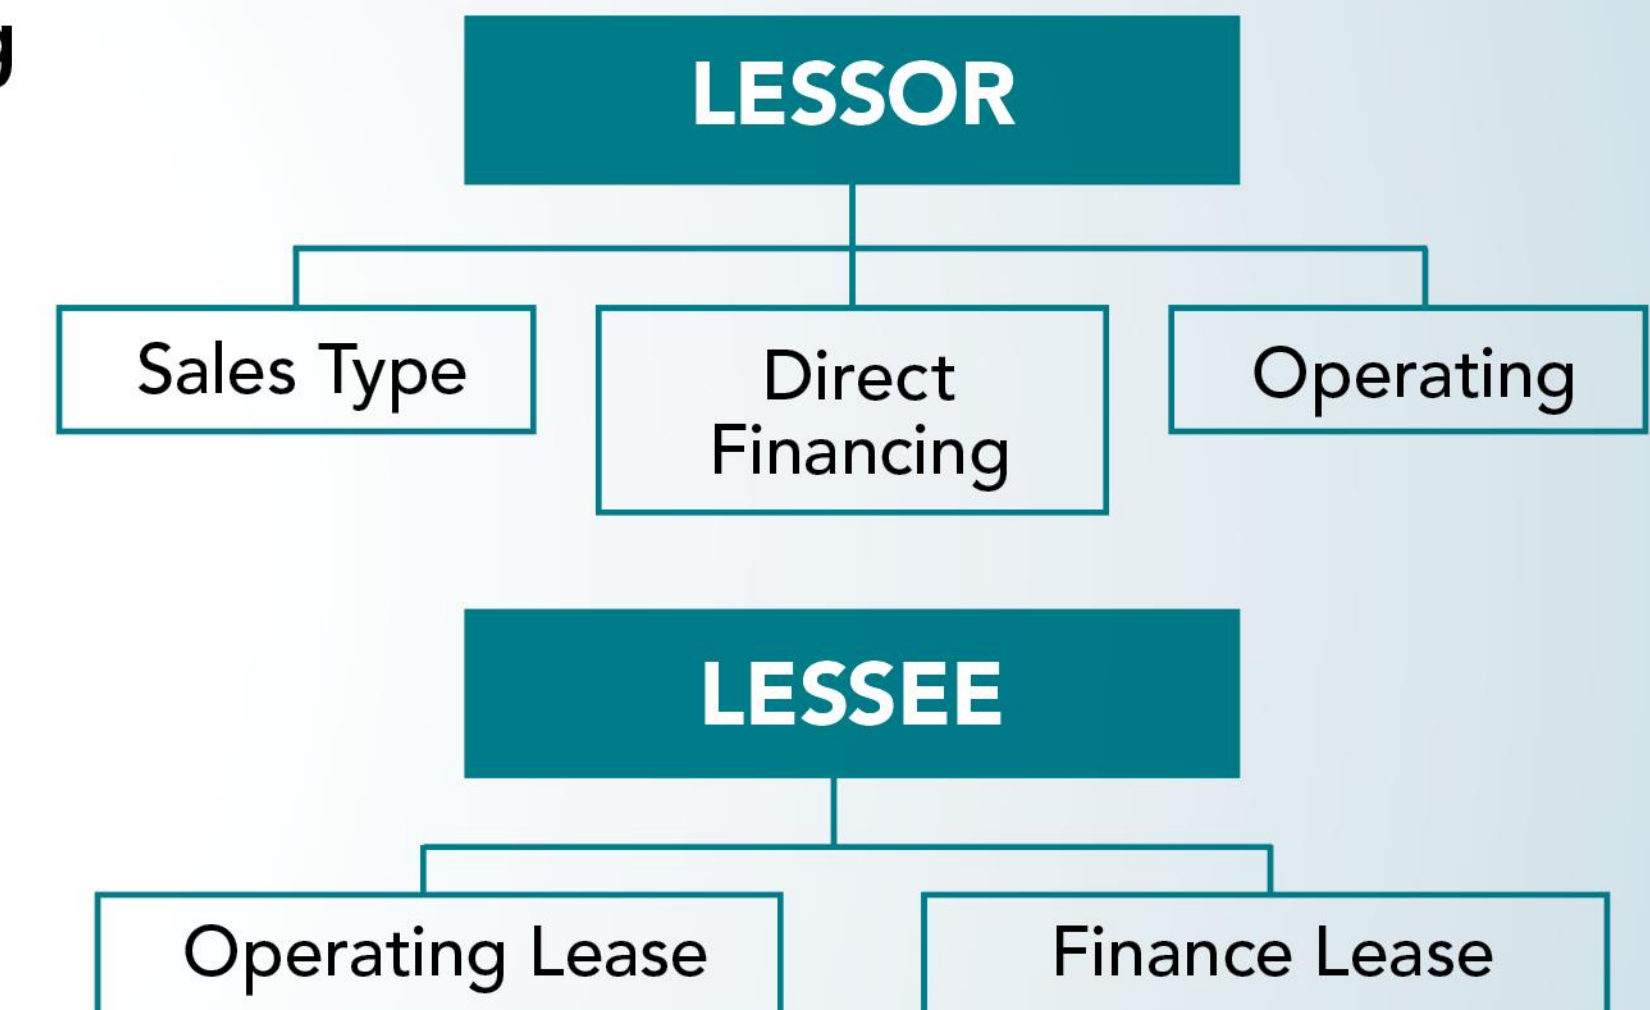 LESSOR
Sales Type
Direct
Financing
Operating
LESSEE
Operating Lease
Finance Lease